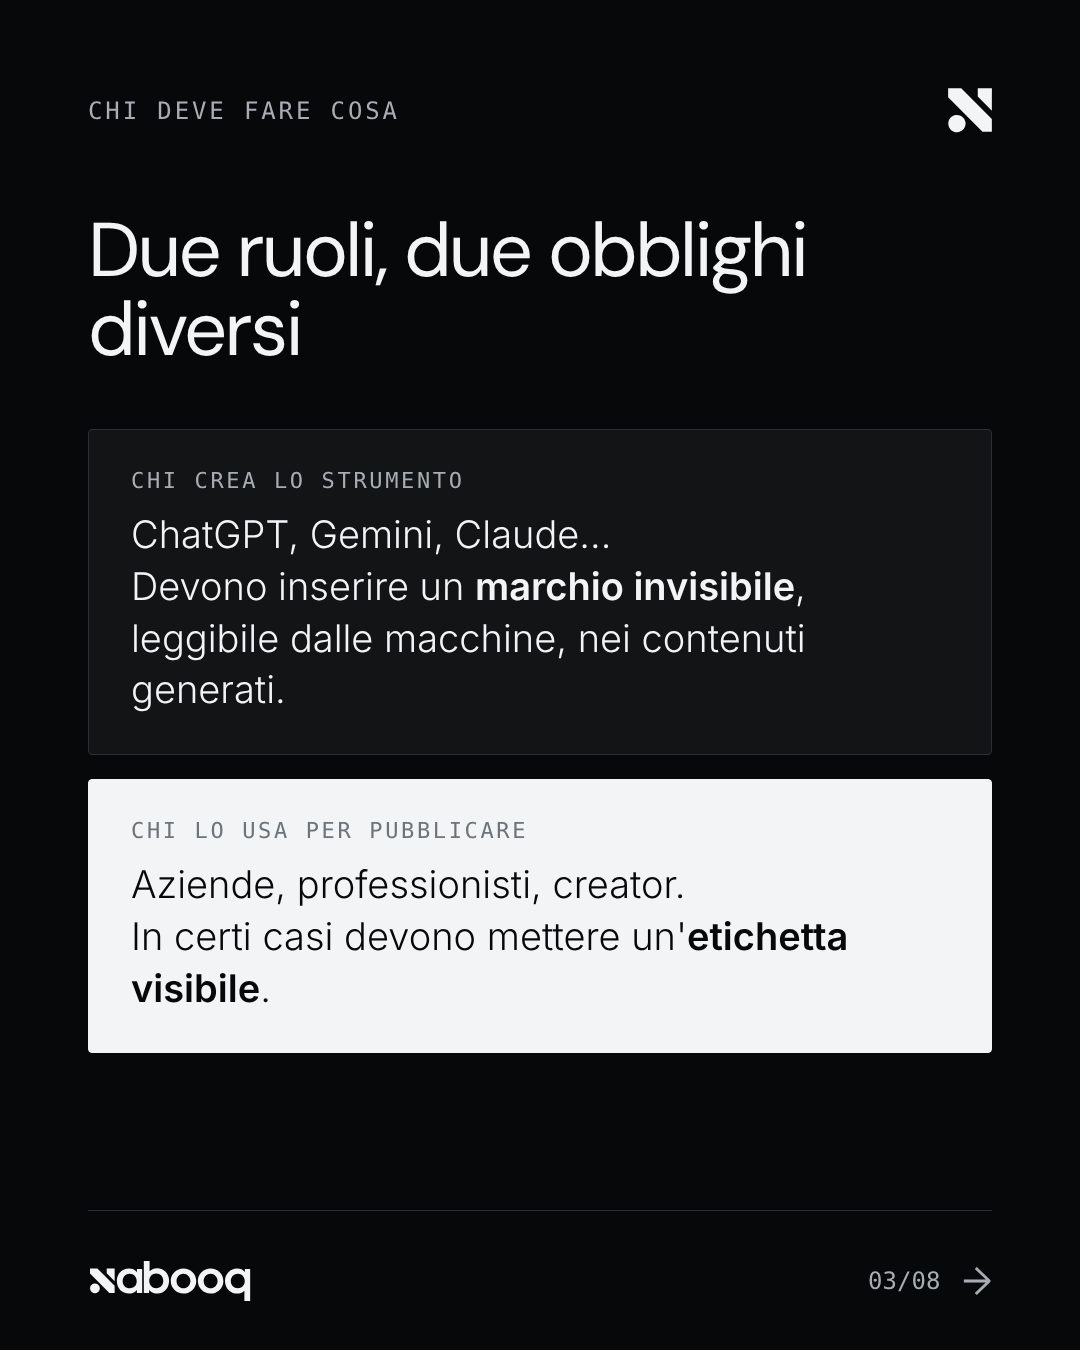 CHI DEVE FARE COSA
Due ruoli, due obblighi
diversi
CHI CREA LO STRUMENTO
ChatGPT, Gemini, Claude...
Devono inserire un marchio invisibile,
leggibile dalle macchine, nei contenuti
generati.
CHI LO USA PER PUBBLICARE
Aziende, professionisti, creator.
In certi casi devono mettere un'etichetta
visibile.
nabooq
03/08